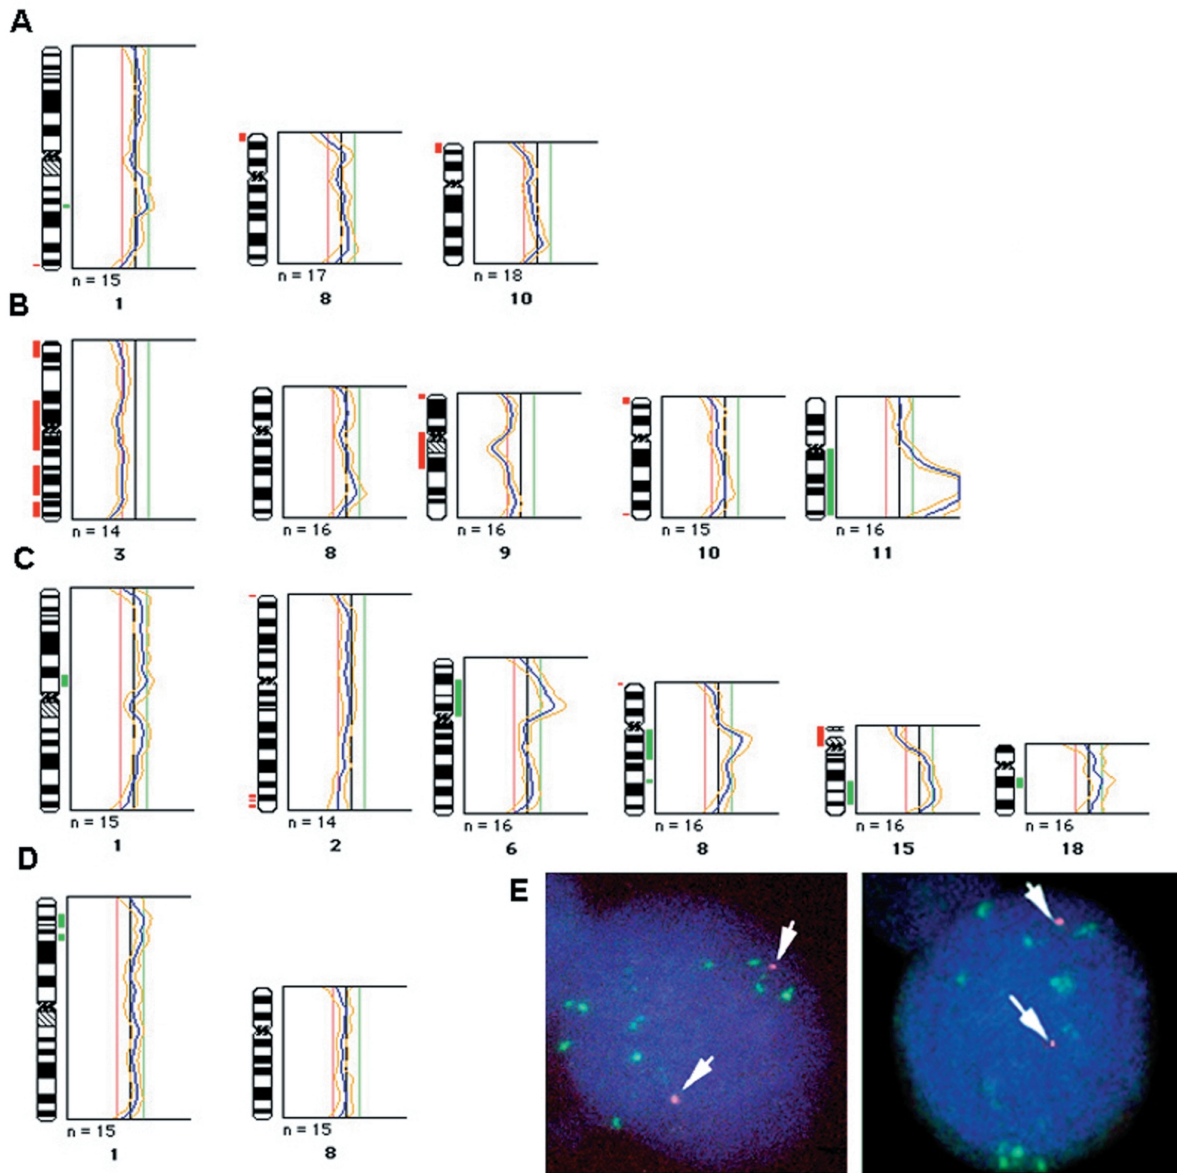 A
n = 15
1
n = 17
8
n = 18
10
B
n = 14
3
n = 16
8
n = 16
9
n = 15
10
n = 16
11
C
n = 15
1
n = 14
2
n = 16
6
n = 16
8
n = 16
15
n = 16
18
D
n = 15
1
n = 15
8
E